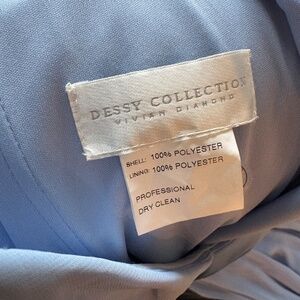 DESSY COLLECTION
VIVIAN DIAMOND
SHELL: 100% POLYESTER
LINING: 100% POLYESTER
PROFESSIONAL
DRY CLEAN